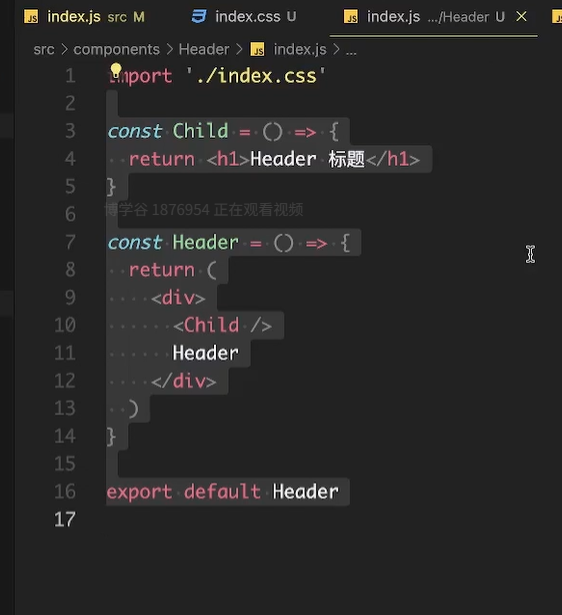 index.js src M index.css U index.js .../Header U
src > components > Header > index.js > ...
1 import './index.css'
2
3 const Child = () => {
4 return <h1>Header 标题</h1>
5 }
6
博学谷 1876954 正在观看视频
7 const Header = () => {
8 return (
9 <div>
10 <Child />
11 Header
12 </div>
13 )
14 }
15
16 export default Header
17